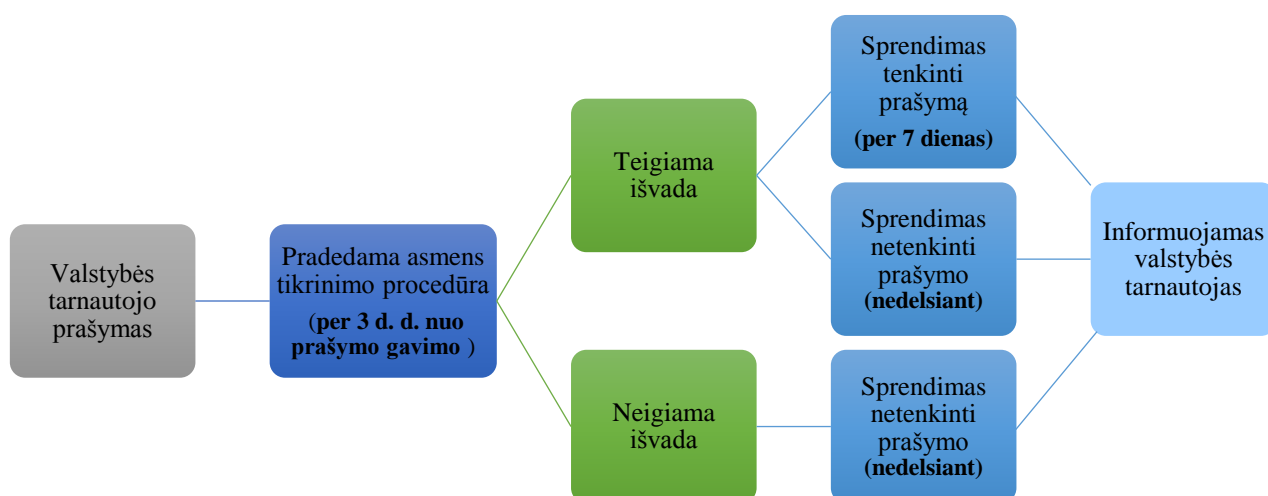 Valstybės
tarnautojo
prašymas
Pradedama asmens
tikrinimo procedūra
(per 3 d. d. nuo
prašymo gavimo )
Teigiama
išvada
Neigiama
išvada
Sprendimas
tenkinti
prašymą
(per 7 dienas)
Sprendimas
netenkinti
prašymo
(nedelsiant)
Sprendimas
netenkinti
prašymo
(nedelsiant)
Informuojamas
valstybės
tarnautojas